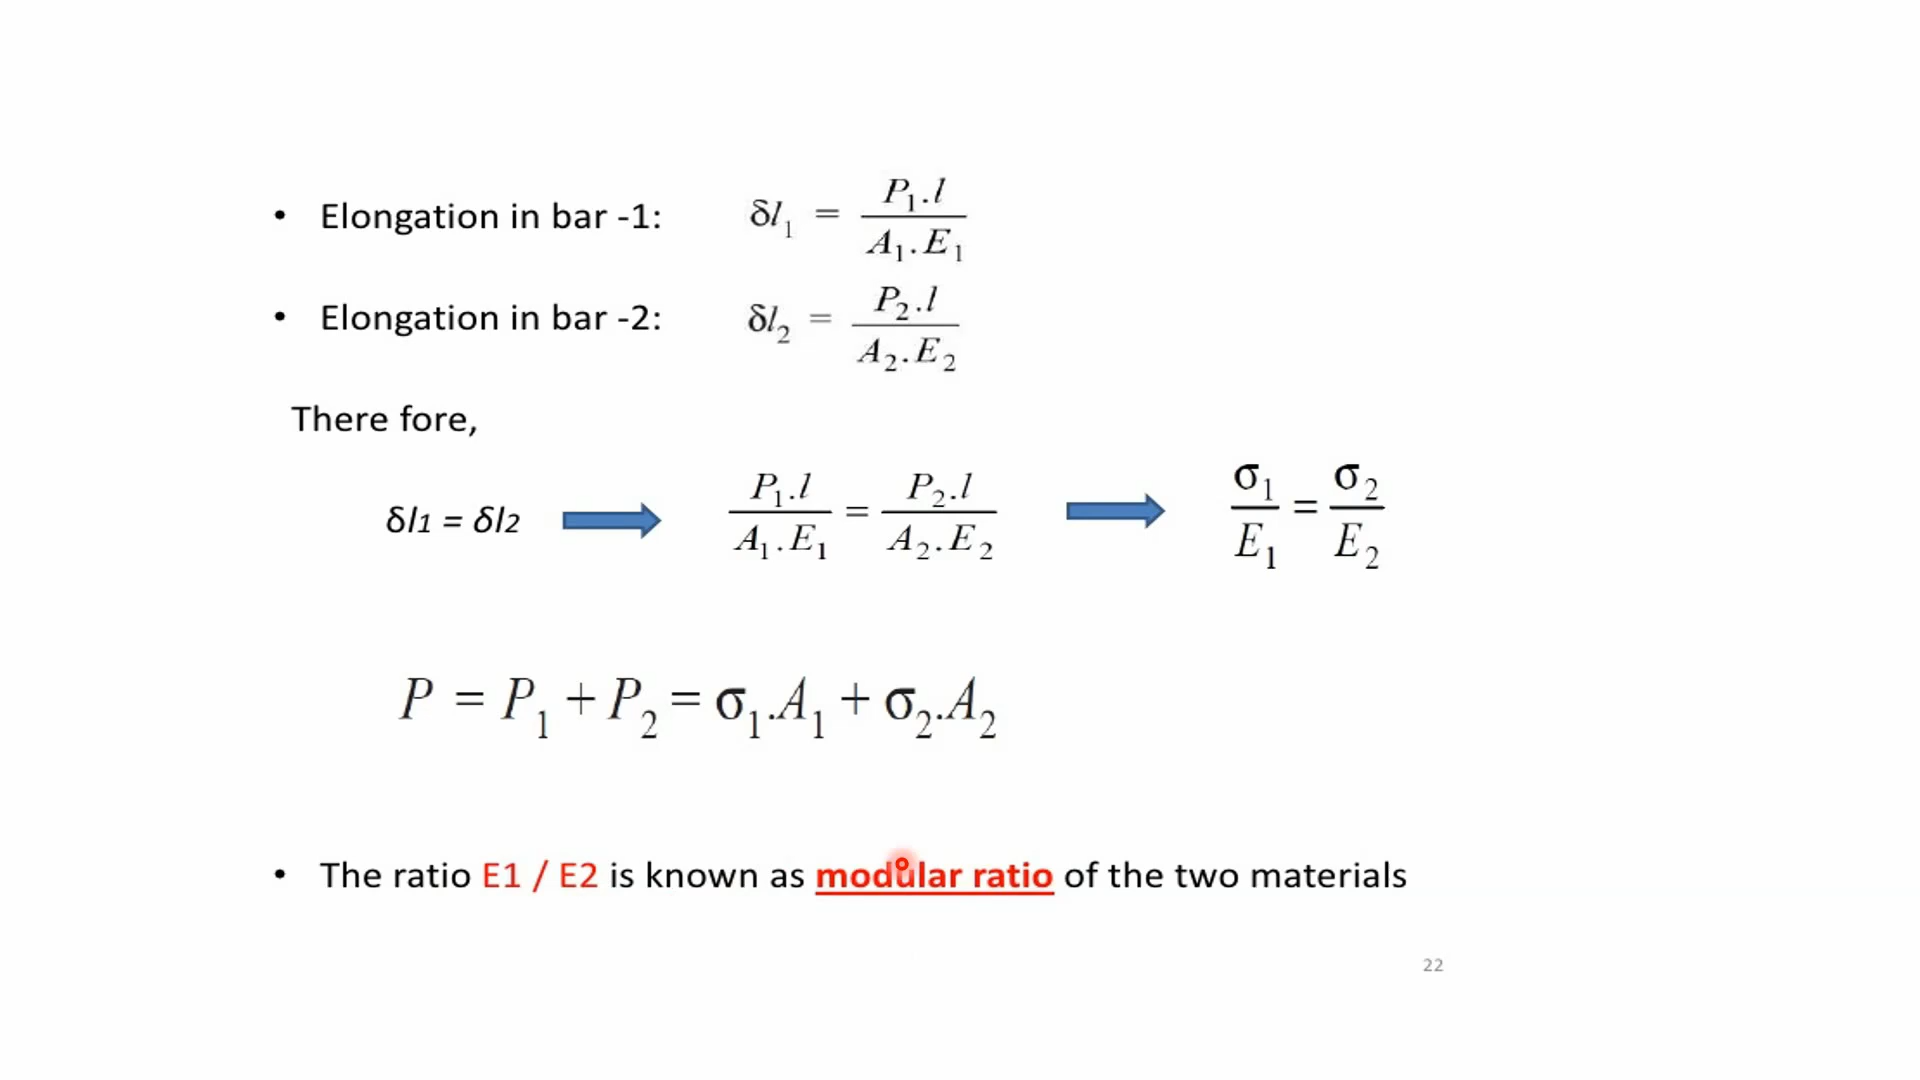 • Elongation in bar -1: δl₁ = P₁.l / A₁.E₁
• Elongation in bar -2: δl₂ = P₂.l / A₂.E₂
There fore,
δl1 = δl2 P₁.l / A₁.E₁ = P₂.l / A₂.E₂ σ₁ / E₁ = σ₂ / E₂
P = P₁ + P₂ = σ₁.A₁ + σ₂.A₂
• The ratio E1 / E2 is known as modular ratio of the two materials
22